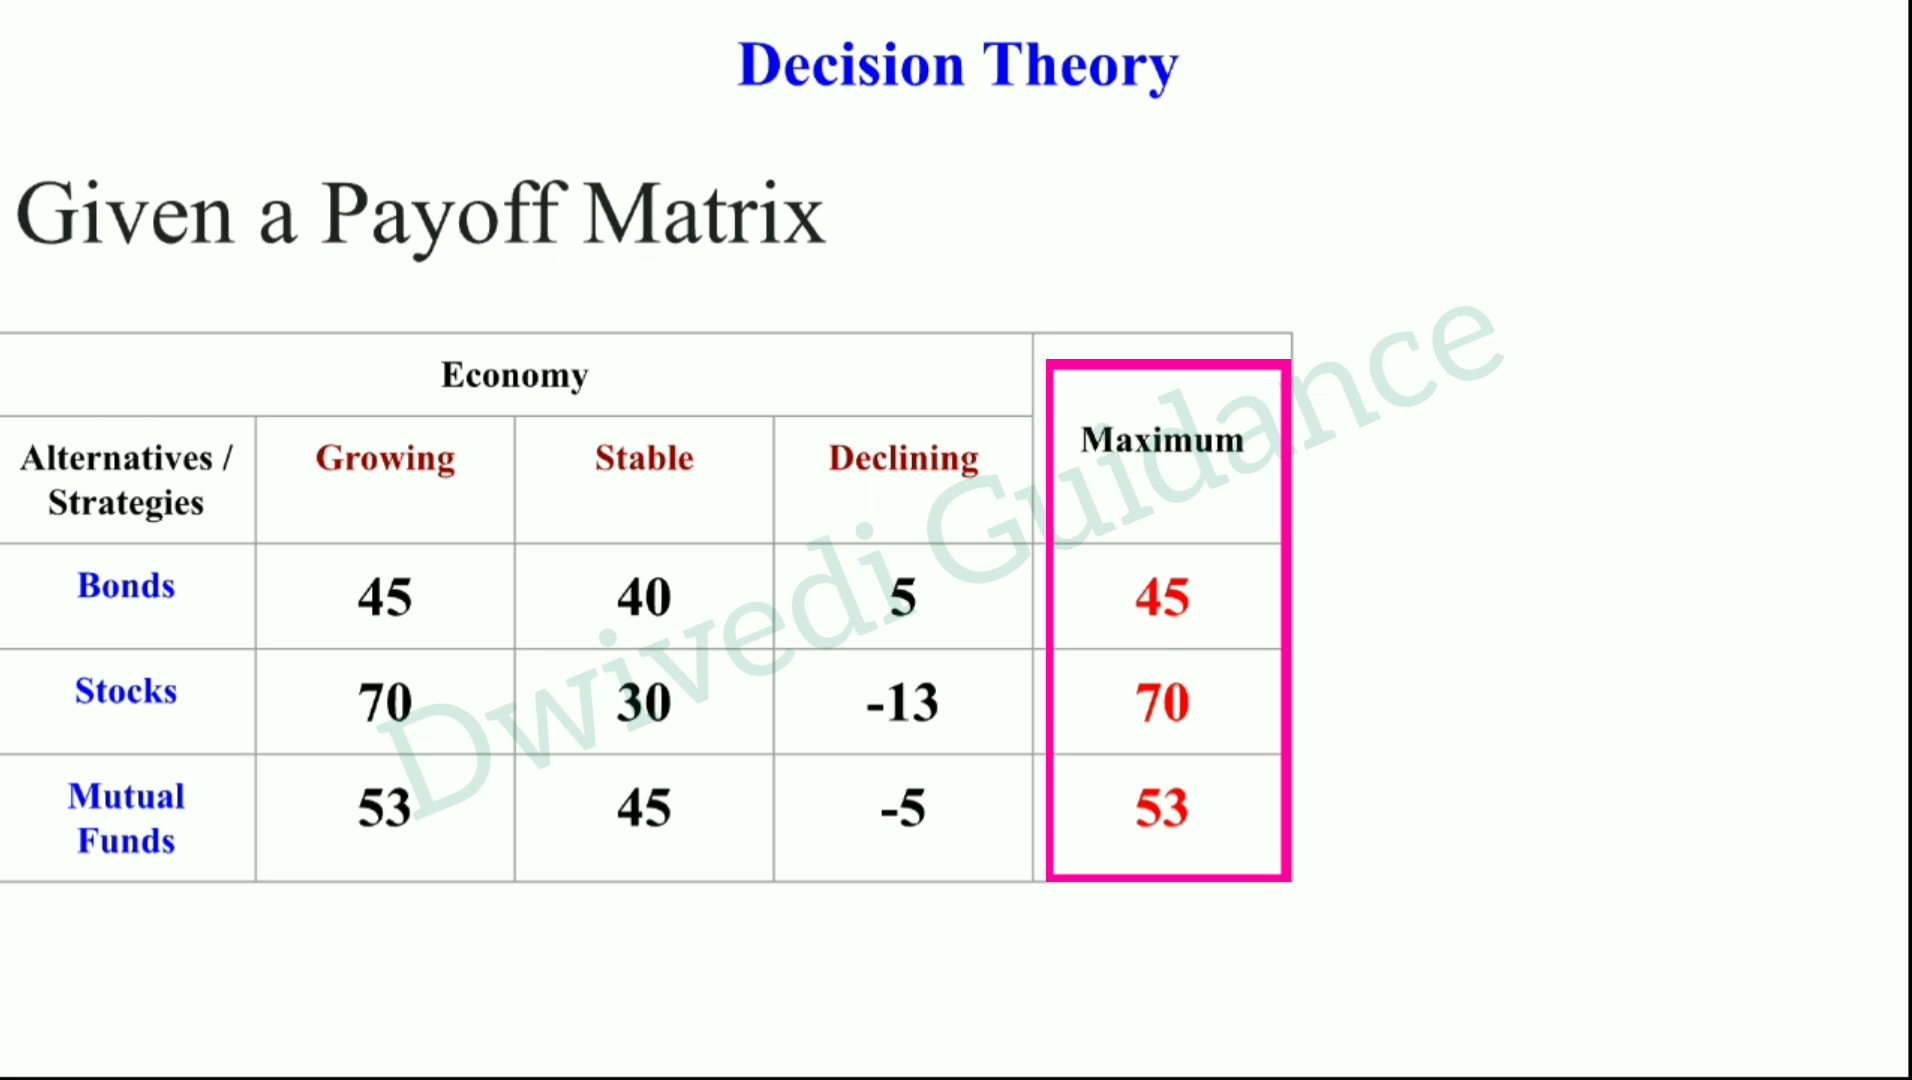 Decision Theory
Given a Payoff Matrix
Economy
Maximum
Alternatives / Strategies
Growing
Stable
Declining
Bonds 45 40 5 45
Stocks 70 30 -13 70
Mutual Funds 53 45 -5 53
Dwivedi Guidance